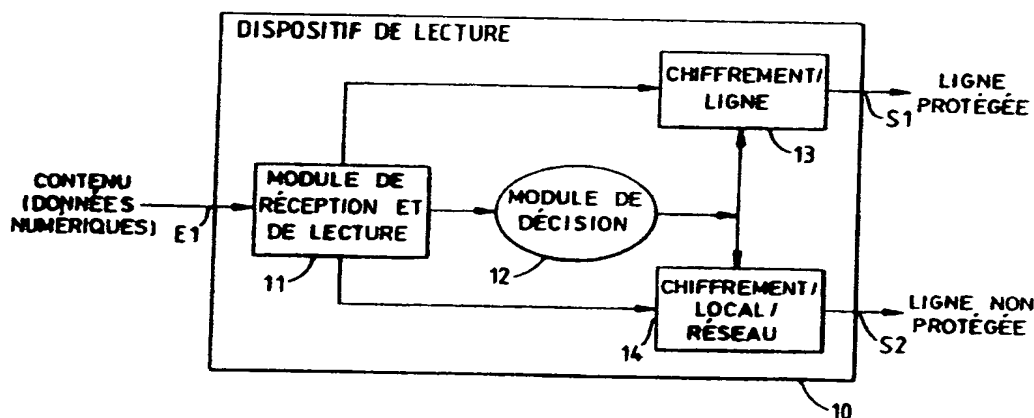 DISPOSITIF DE LECTURE
CHIFFREMENT/
LIGNE
13
S1
LIGNE
PROTÉGÉE
CONTENU
(DONNÉES
NUMÉRIQUES)
E1
MODULE DE
RÉCEPTION ET
DE LECTURE
11
MODULE DE
DÉCISION
12
CHIFFREMENT/
LOCAL/
RÉSEAU
14
S2
LIGNE NON
PROTÉGÉE
10